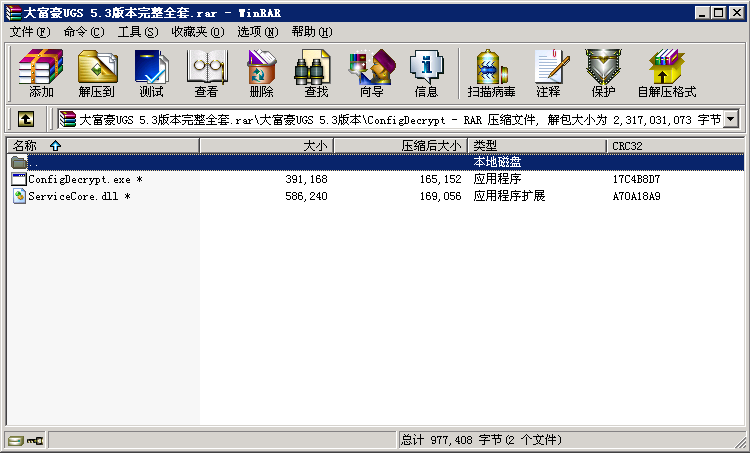 大富豪UGS 5.3版本完整全套.rar - WinRAR
文件(F) 命令(C) 工具(S) 收藏夹(O) 选项(N) 帮助(H)
添加 解压到 测试 查看 删除 查找 向导 信息 扫描病毒 注释 保护 自解压格式
大富豪UGS 5.3版本完整全套.rar\大富豪UGS 5.3版本\ConfigDecrypt - RAR 压缩文件, 解包大小为 2,317,031,073 字节
名称 大小 压缩后大小 类型 CRC32
.. 本地磁盘
ConfigDecrypt.exe * 391,168 165,152 应用程序 17C4B8D7
ServiceCore.dll * 586,240 169,056 应用程序扩展 A70A18A9
总计 977,408 字节(2 个文件)